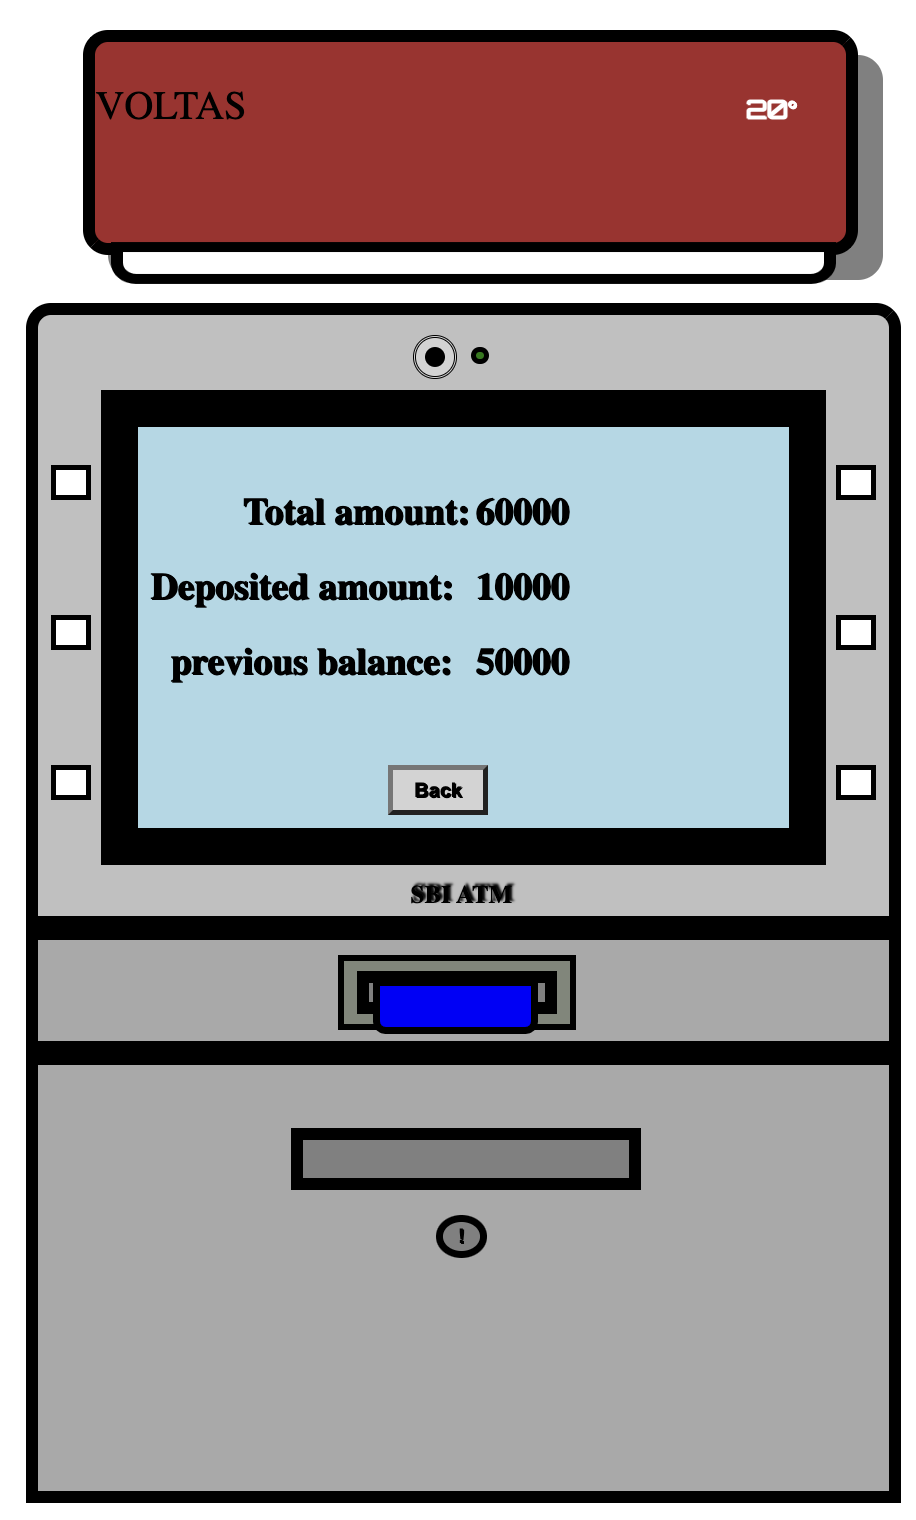 VOLTAS 20°
Total amount: 60000
Deposited amount: 10000
previous balance: 50000
Back
SBI ATM
!